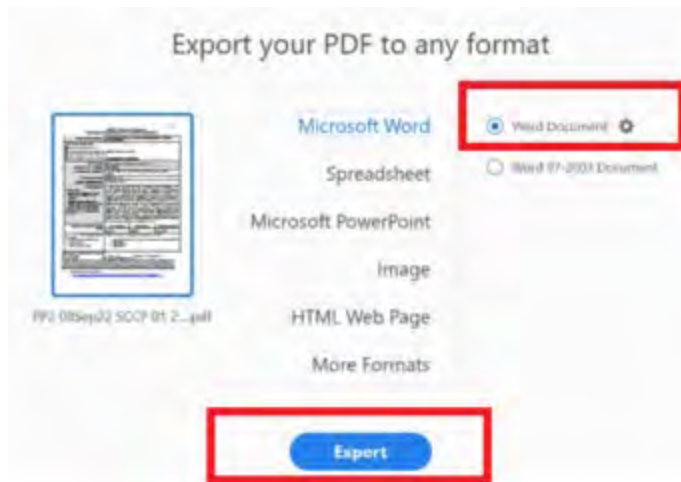 Export your PDF to any format
Microsoft Word
Word Document
Spreadsheet
Word 97-2003 Document
Microsoft PowerPoint
Image
HTML Web Page
More Formats
Export